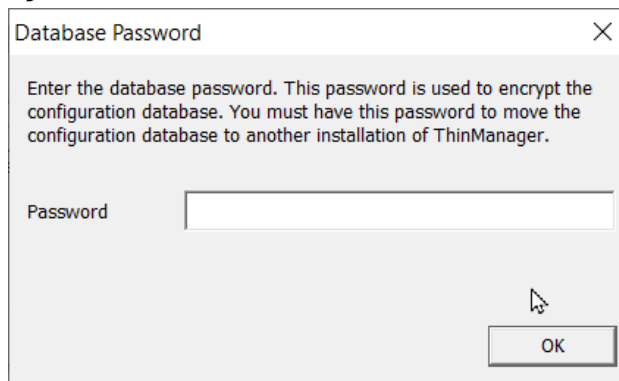 Database Password
Enter the database password. This password is used to encrypt the
configuration database. You must have this password to move the
configuration database to another installation of ThinManager.
Password
OK